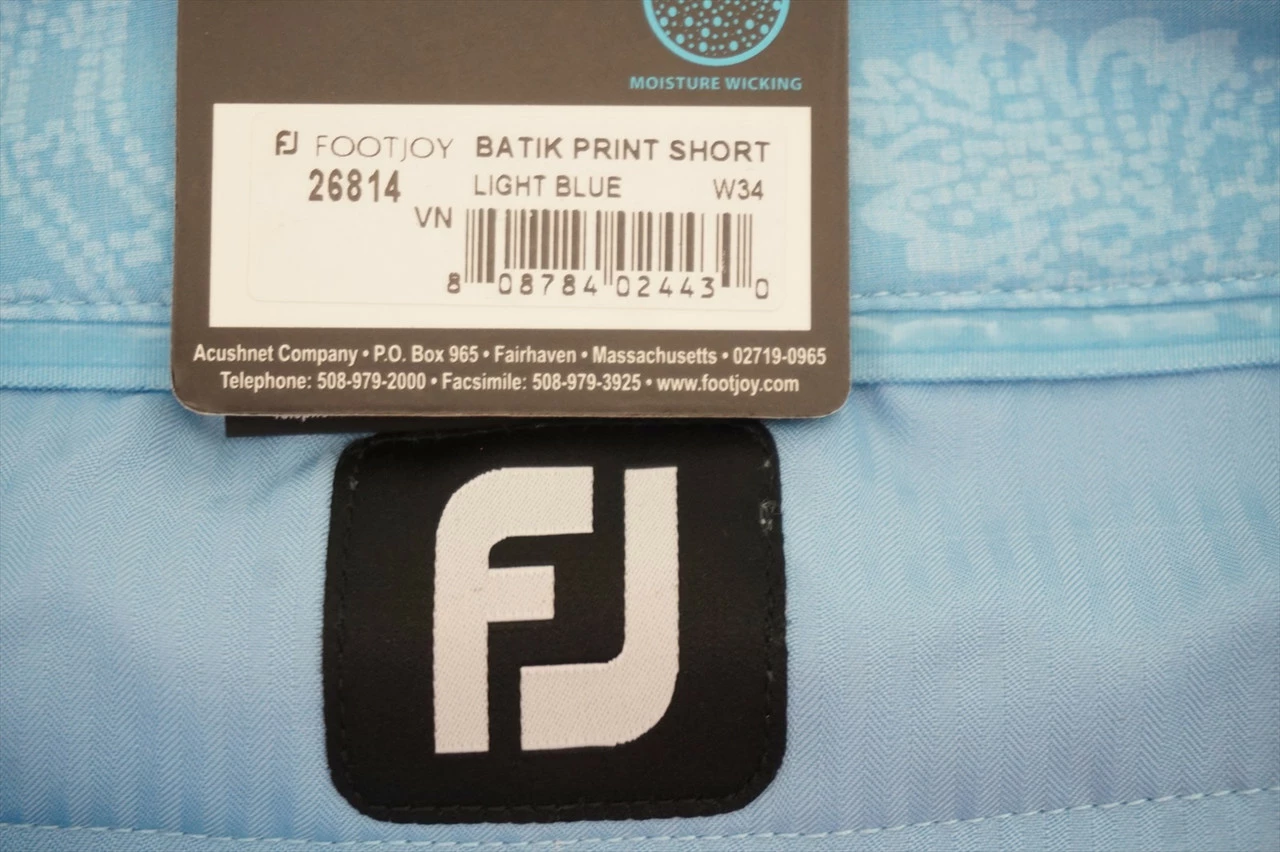 MOISTURE WICKING
FJ FOOTJOY BATIK PRINT SHORT
26814 LIGHT BLUE W34
VN
8 08784 02443 0
Acushnet Company • P.O. Box 965 • Fairhaven • Massachusetts • 02719-0965
Telephone: 508-979-2000 • Facsimile: 508-979-3925 • www.footjoy.com
FJ